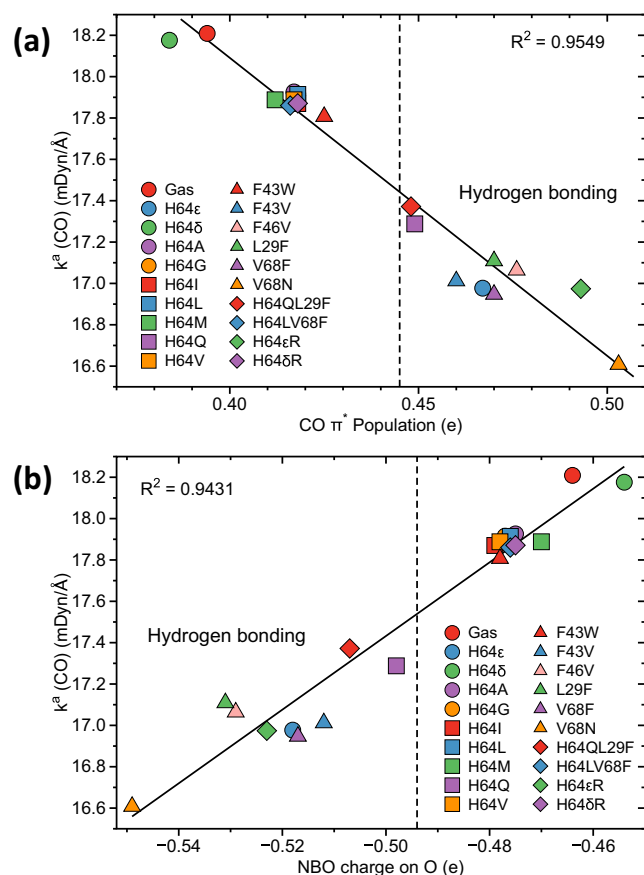 (a)
R² = 0.9549
Hydrogen bonding
kᵃ (CO) (mDyn/Å)
18.2
18.0
17.8
17.6
17.4
17.2
17.0
16.8
16.6
Gas
H64ε
H64δ
H64A
H64G
H64I
H64L
H64M
H64Q
H64V
F43W
F43V
F46V
L29F
V68F
V68N
H64QL29F
H64LV68F
H64εR
H64δR
0.40
0.45
0.50
CO π* Population (e)
(b)
R² = 0.9431
Hydrogen bonding
kᵃ (CO) (mDyn/Å)
18.2
18.0
17.8
17.6
17.4
17.2
17.0
16.8
16.6
Gas
H64ε
H64δ
H64A
H64G
H64I
H64L
H64M
H64Q
H64V
F43W
F43V
F46V
L29F
V68F
V68N
H64QL29F
H64LV68F
H64εR
H64δR
−0.54
−0.52
−0.50
−0.48
−0.46
NBO charge on O (e)